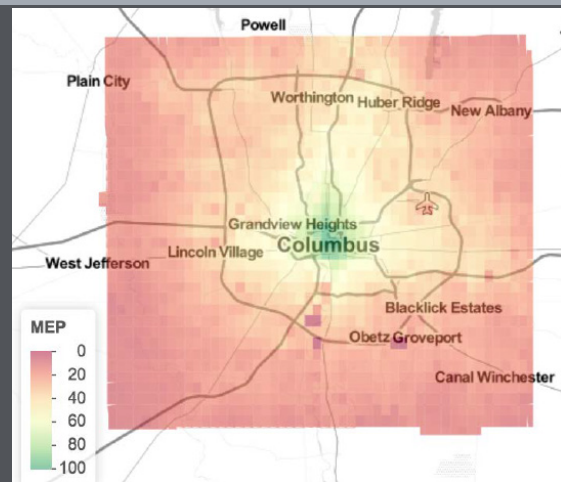 Powell
Plain City
Worthington
Huber Ridge
New Albany
Grandview Heights
Columbus
Lincoln Village
West Jefferson
Blacklick Estates
Obetz Groveport
Canal Winchester
MEP
0
20
40
60
80
100